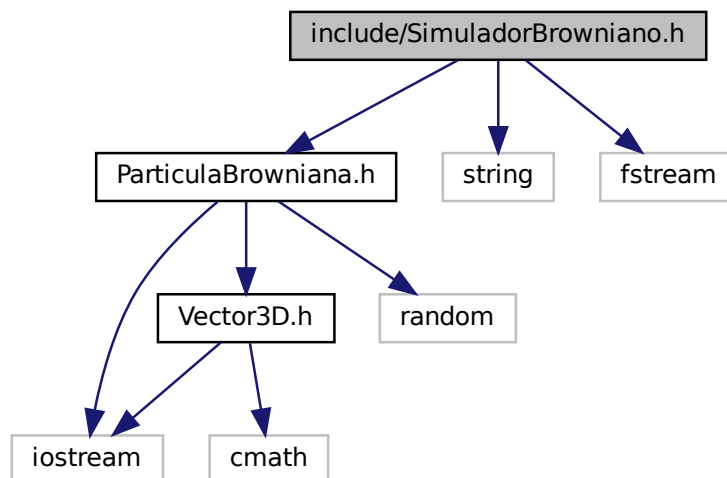 include/SimuladorBrowniano.h
ParticulaBrowniana.h
string
fstream
Vector3D.h
random
iostream
cmath